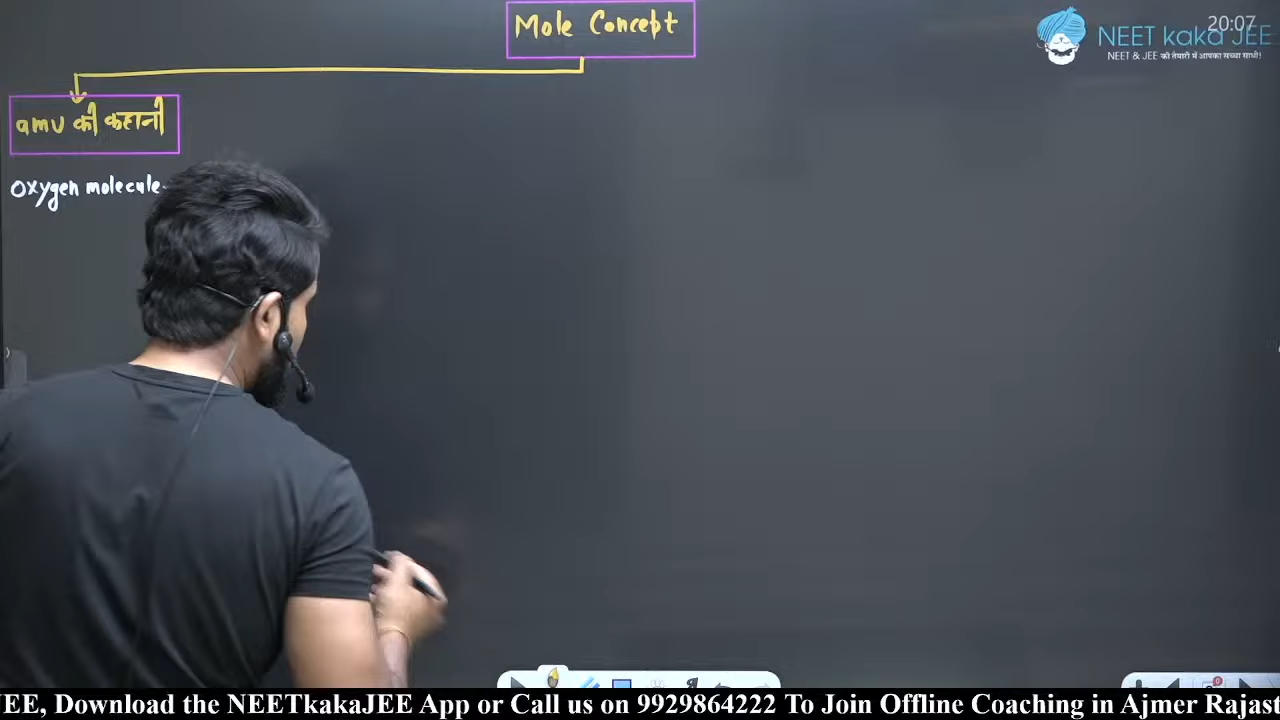 Mole Concept
20:07
NEET kaka JEE
NEET & JEE की तैयारी में आपका सच्चा साथी!
amu की कहानी
Oxygen molecule
EE, Download the NEETkakaJEE App or Call us on 9929864222 To Join Offline Coaching in Ajmer Rajast